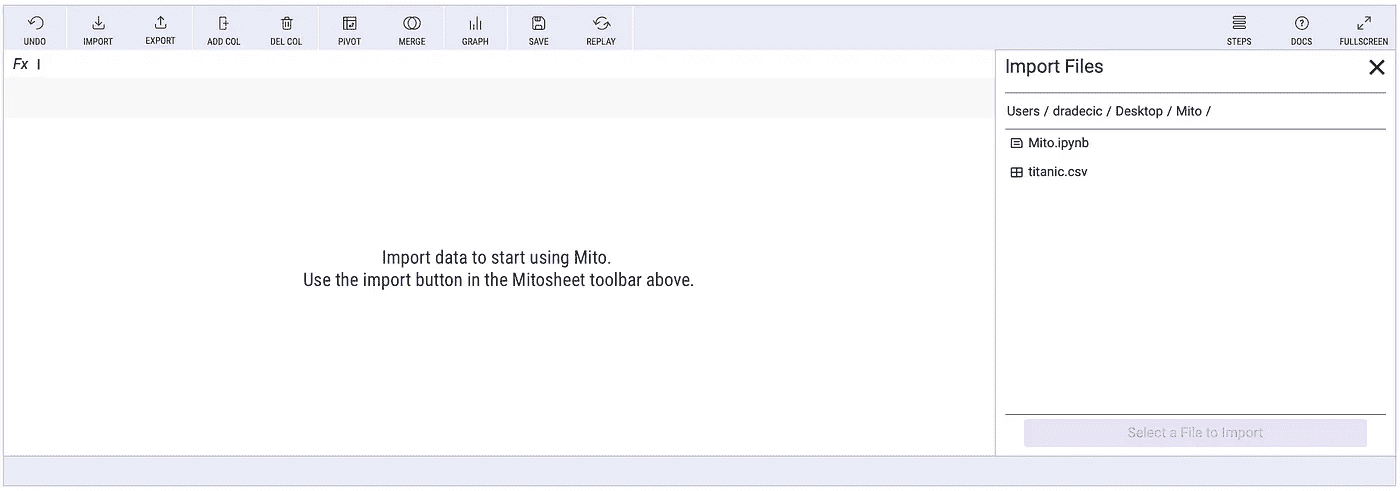 UNDO IMPORT EXPORT ADD COL DEL COL PIVOT MERGE GRAPH SAVE REPLAY STEPS DOCS FULLSCREEN
Fx
Import Files
Users / dradecic / Desktop / Mito /
Mito.ipynb
titanic.csv
Import data to start using Mito.
Use the import button in the Mitosheet toolbar above.
Select a File to Import